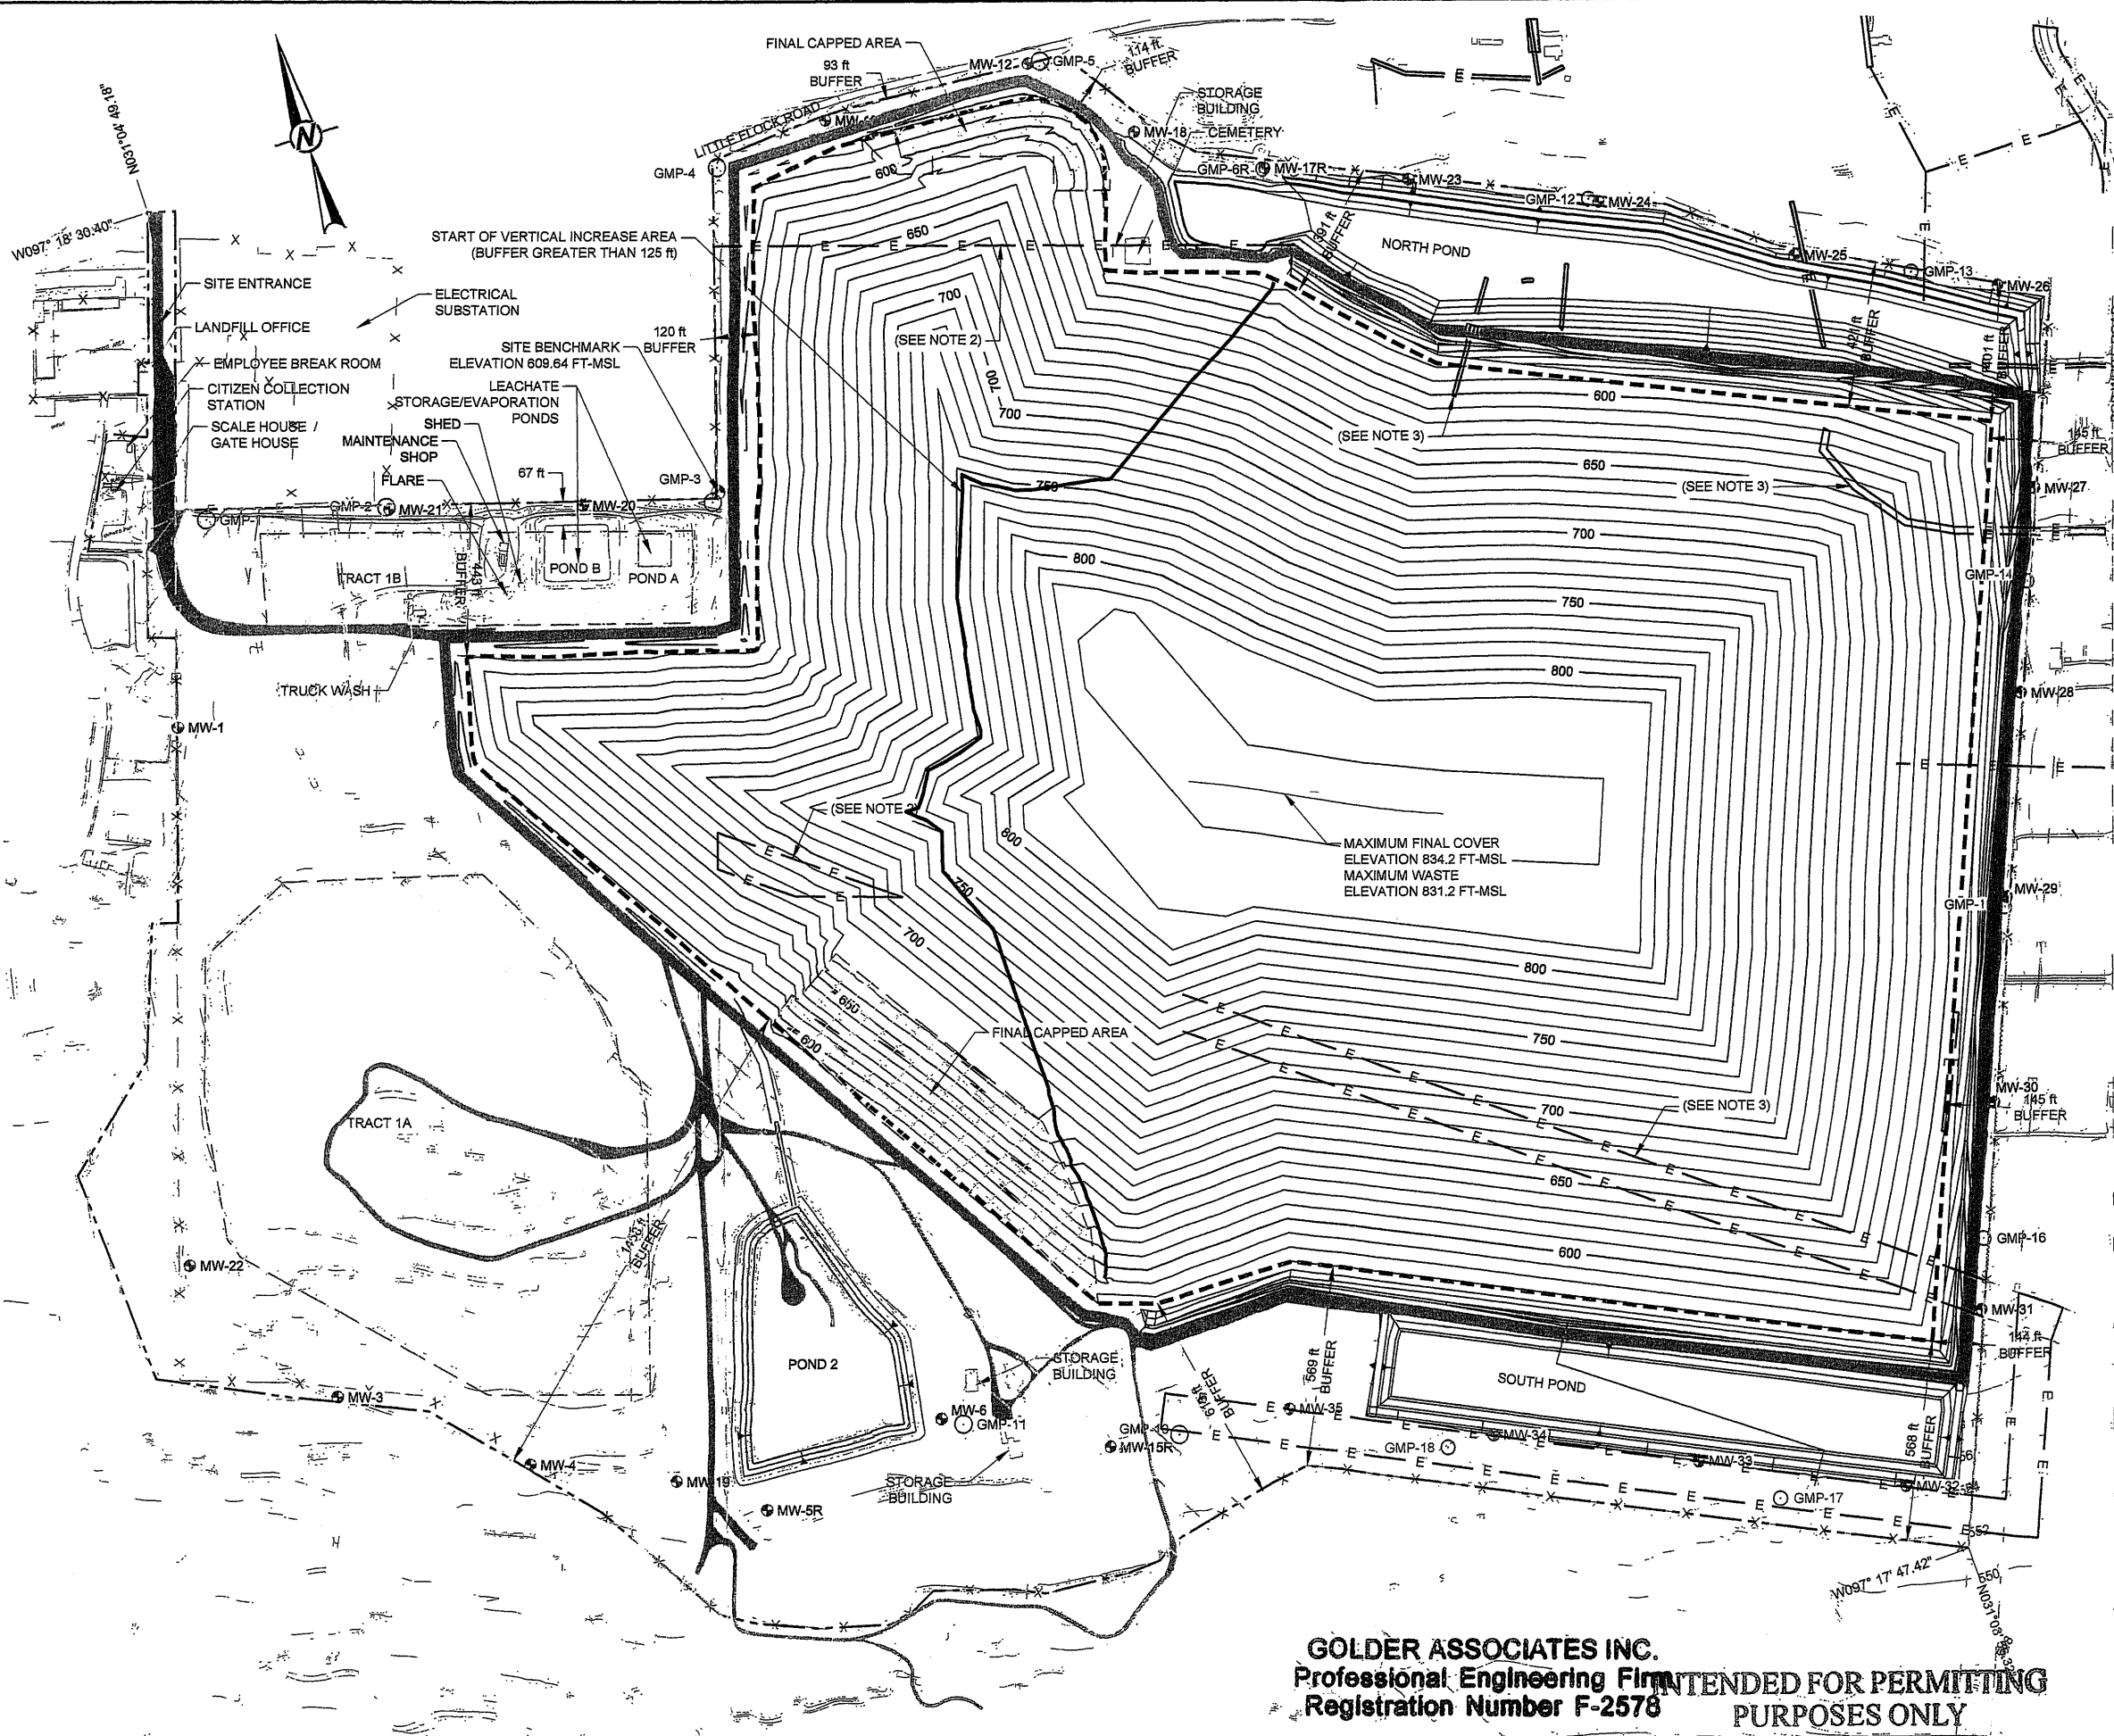 FINAL CAPPED AREA
93 ft
BUFFER
MW-12
GMP-5
114 ft
BUFFER
STORAGE
BUILDING
MW-18
CEMETERY
LITTLE FLOCK ROAD
GMP-4
600
GMP-6R
MW-17R
MW-23
GMP-12
MW-24
N031°04' 49.18"
W097° 18' 30.40"
START OF VERTICAL INCREASE AREA
(BUFFER GREATER THAN 125 ft)
650
391 ft
BUFFER
NORTH POND
MW-25
GMP-13
MW-26
SITE ENTRANCE
ELECTRICAL
SUBSTATION
LANDFILL OFFICE
120 ft
BUFFER
700
(SEE NOTE 2)
BUFFER
BUFFER
SITE BENCHMARK
ELEVATION 609.64 FT-MSL
EMPLOYEE BREAK ROOM
CITIZEN COLLECTION
STATION
LEACHATE
STORAGE/EVAPORATION
PONDS
700
700
600
SCALE HOUSE /
GATE HOUSE
SHED
MAINTENANCE
SHOP
(SEE NOTE 3)
145 ft
BUFFER
FLARE
67 ft
GMP-3
750
650
(SEE NOTE 3)
MW-27
GMP-2
MW-21
MW-20
700
800
443 ft
BUFFER
TRACT 1B
POND B
POND A
GMP-14
750
800
TRUCK WASH
MW-28
MW-1
(SEE NOTE 2)
800
MAXIMUM FINAL COVER
ELEVATION 834.2 FT-MSL
MAXIMUM WASTE
ELEVATION 831.2 FT-MSL
750
MW-29
700
800
650
600
FINAL CAPPED AREA
750
MW-30
145 ft
BUFFER
700
(SEE NOTE 3)
TRACT 1A
650
BUFFER
600
GMP-16
MW-22
MW-31
144 ft
BUFFER
POND 2
STORAGE
BUILDING
569 ft
BUFFER
BUFFER
SOUTH POND
MW-3
MW-6
GMP-11
MW-35
MW-15R
GMP-18
MW-34
568 ft
BUFFER
MW-4
MW-19
STORAGE
BUILDING
MW-33
MW-32
MW-5R
GMP-17
552
W097° 17' 47.42"
550
GOLDER ASSOCIATES INC.
Professional Engineering Firm
Registration Number F-2578
INTENDED FOR PERMITTING
PURPOSES ONLY